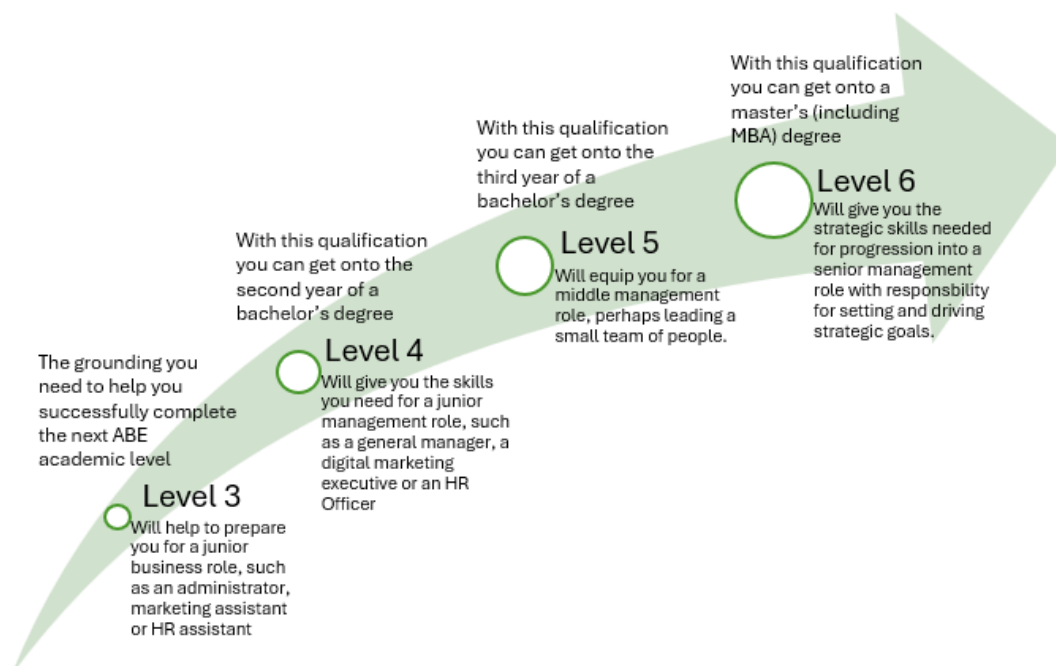 The grounding you
need to help you
successfully complete
the next ABE
academic level
Level 3
Will help to prepare
you for a junior
business role, such
as an administrator,
marketing assistant
or HR assistant
With this qualification
you can get onto the
second year of a
bachelor's degree
Level 4
Will give you the skills
you need for a junior
management role, such
as a general manager, a
digital marketing
executive or an HR
Officer
With this qualification
you can get onto the
third year of a
bachelor's degree
Level 5
Will equip you for a
middle management
role, perhaps leading a
small team of people.
With this qualification
you can get onto a
master's (including
MBA) degree
Level 6
Will give you the
strategic skills needed
for progression into a
senior management
role with responsbility
for setting and driving
strategic goals.